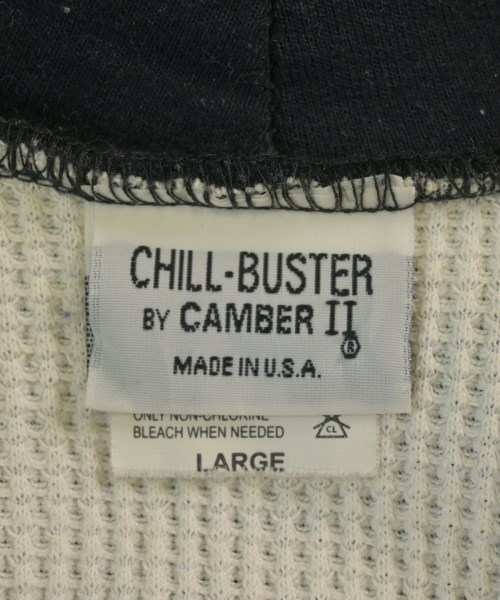 CHILL-BUSTER
BY CAMBER II ®
MADE IN U.S.A.
ONLY NON-CHLORINE
BLEACH WHEN NEEDED
CL
LARGE